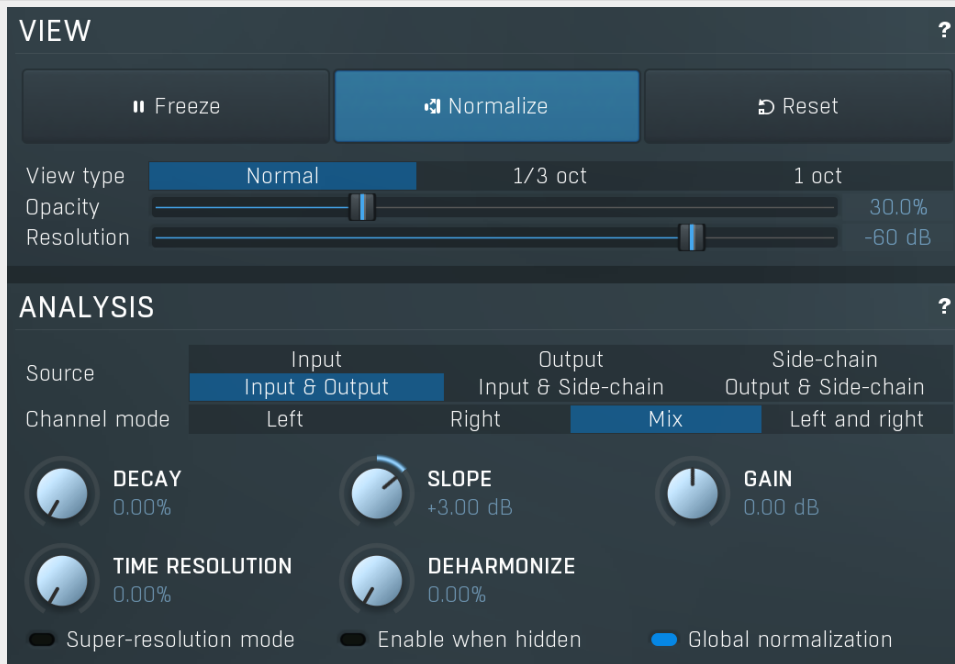 VIEW ?
Freeze Normalize Reset
View type Normal 1/3 oct 1 oct
Opacity 30.0%
Resolution -60 dB
ANALYSIS ?
Source Input Output Side-chain
Input & Output Input & Side-chain Output & Side-chain
Channel mode Left Right Mix Left and right
DECAY SLOPE GAIN
0.00% +3.00 dB 0.00 dB
TIME RESOLUTION DEHARMONIZE
0.00% 0.00%
Super-resolution mode Enable when hidden Global normalization